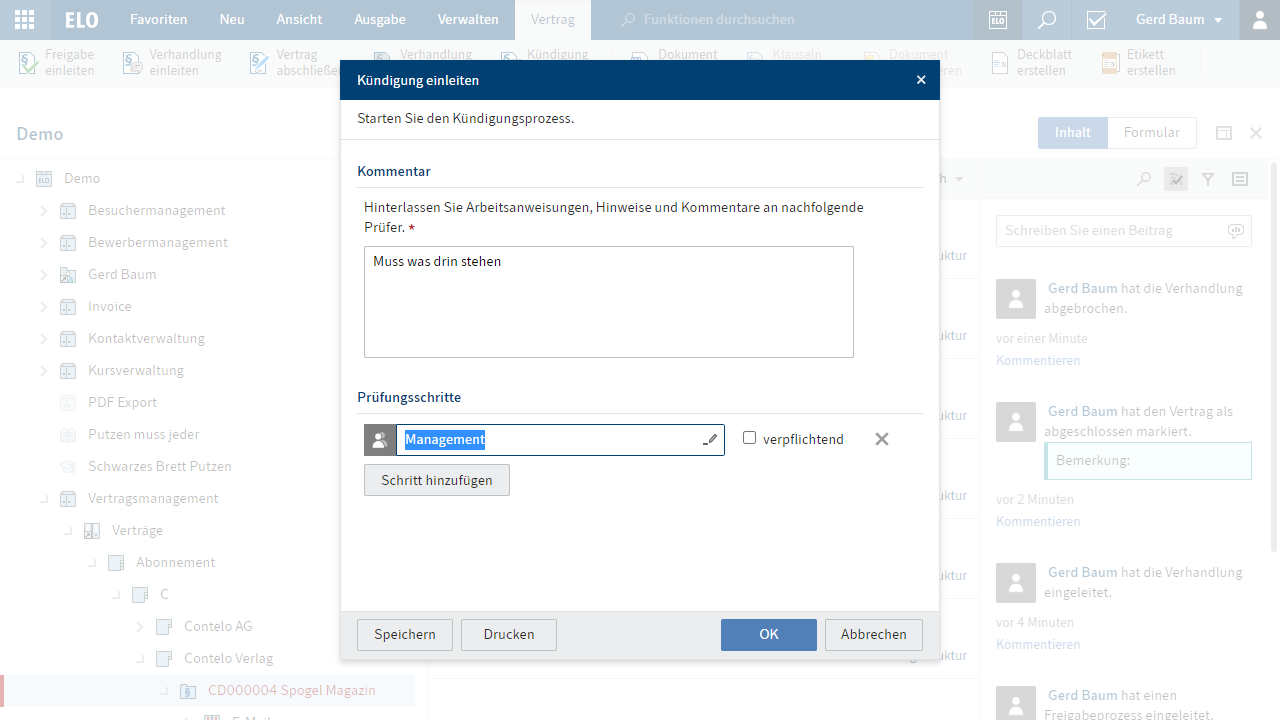 ELO
Favoriten
Neu
Ansicht
Ausgabe
Verwalten
Vertrag
Funktionen durchsuchen
ELO
Gerd Baum
Freigabe
einleiten
Verhandlung
einleiten
Vertrag
abschließen
Verhandlung
Kündigung
Dokument
Klauseln
Dokument
Deckblatt
erstellen
Etikett
erstellen
Kündigung einleiten
Starten Sie den Kündigungsprozess.
Kommentar
Hinterlassen Sie Arbeitsanweisungen, Hinweise und Kommentare an nachfolgende
Prüfer. *
Muss was drin stehen
Prüfungsschritte
Management
verpflichtend
Schritt hinzufügen
Speichern
Drucken
OK
Abbrechen
Demo
Inhalt
Formular
ELO
Demo
Besuchermanagement
Bewerbermanagement
Gerd Baum
Invoice
Kontaktverwaltung
Kursverwaltung
PDF Export
Putzen muss jeder
Schwarzes Brett Putzen
Vertragsmanagement
Verträge
Abonnement
C
Contelo AG
Contelo Verlag
CD000004 Spogel Magazin
Schreiben Sie einen Beitrag
Gerd Baum hat die Verhandlung
abgebrochen.
vor einer Minute
Kommentieren
Gerd Baum hat den Vertrag als
abgeschlossen markiert.
Bemerkung:
vor 2 Minuten
Kommentieren
Gerd Baum hat die Verhandlung
eingeleitet.
vor 4 Minuten
Kommentieren
Gerd Baum hat einen
Freigabeprozess eingeleitet.